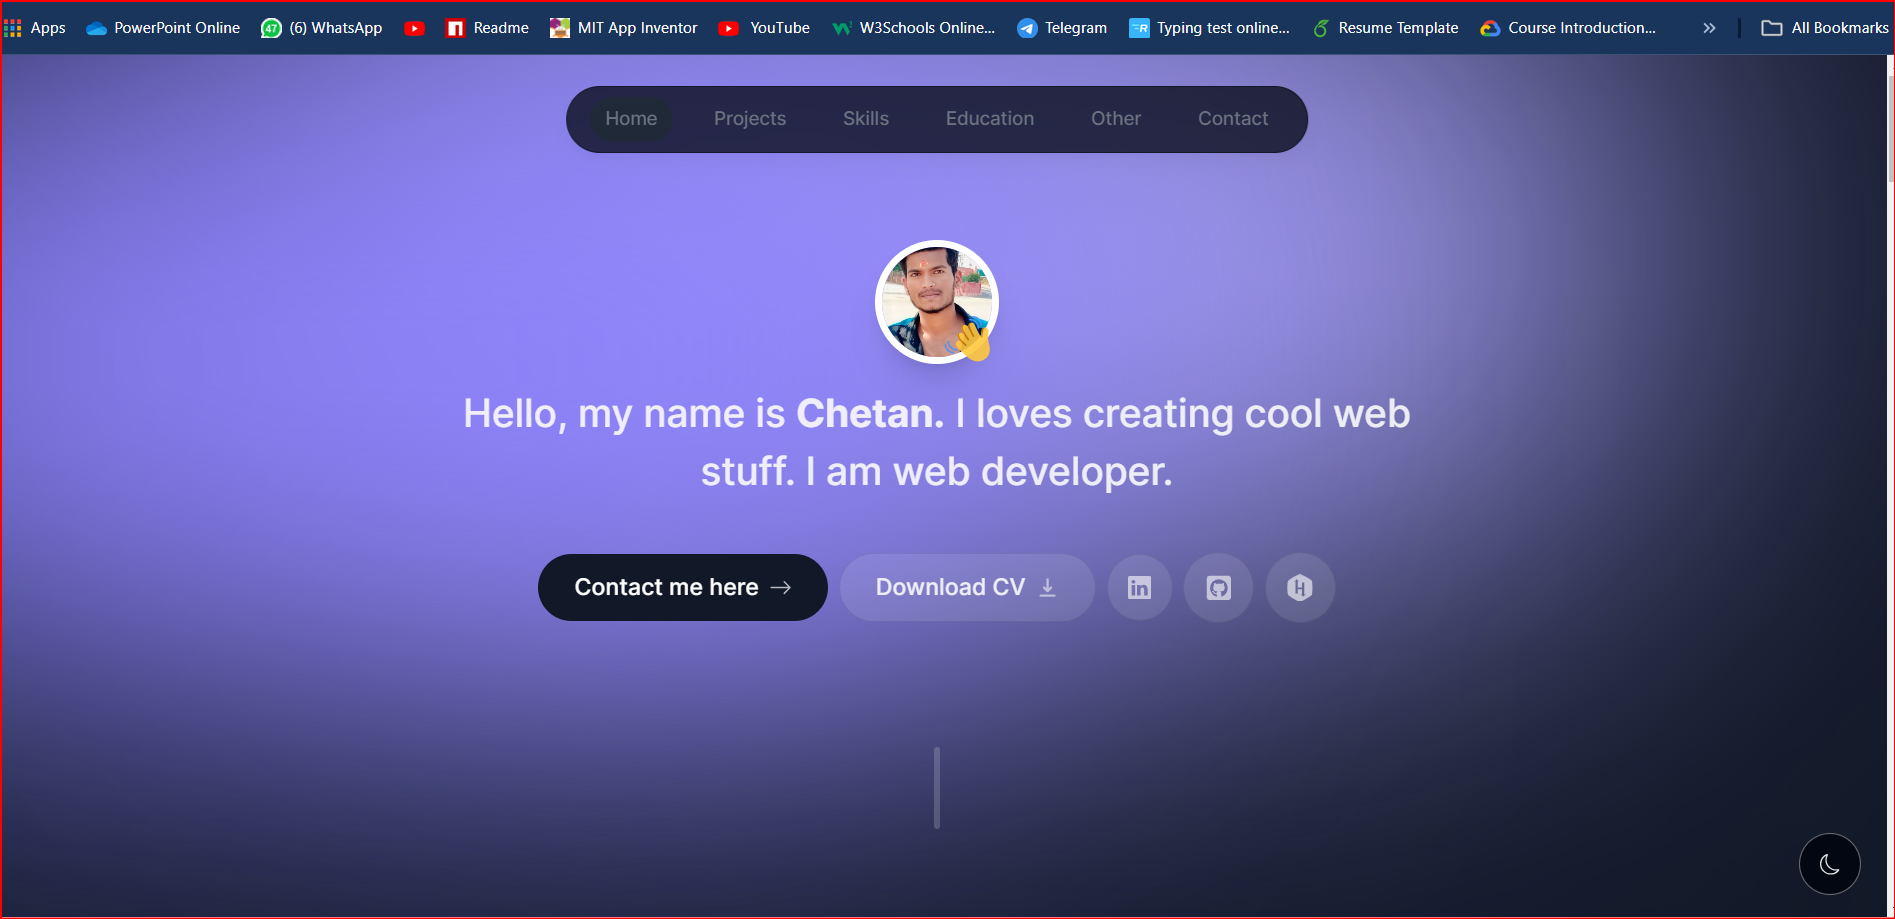 Apps PowerPoint Online 47 (6) WhatsApp Readme MIT App Inventor YouTube W3Schools Online... Telegram Typing test online... Resume Template Course Introduction... » All Bookmarks
Home Projects Skills Education Other Contact
Hello, my name is Chetan. I loves creating cool web
stuff. I am web developer.
Contact me here → Download CV in H